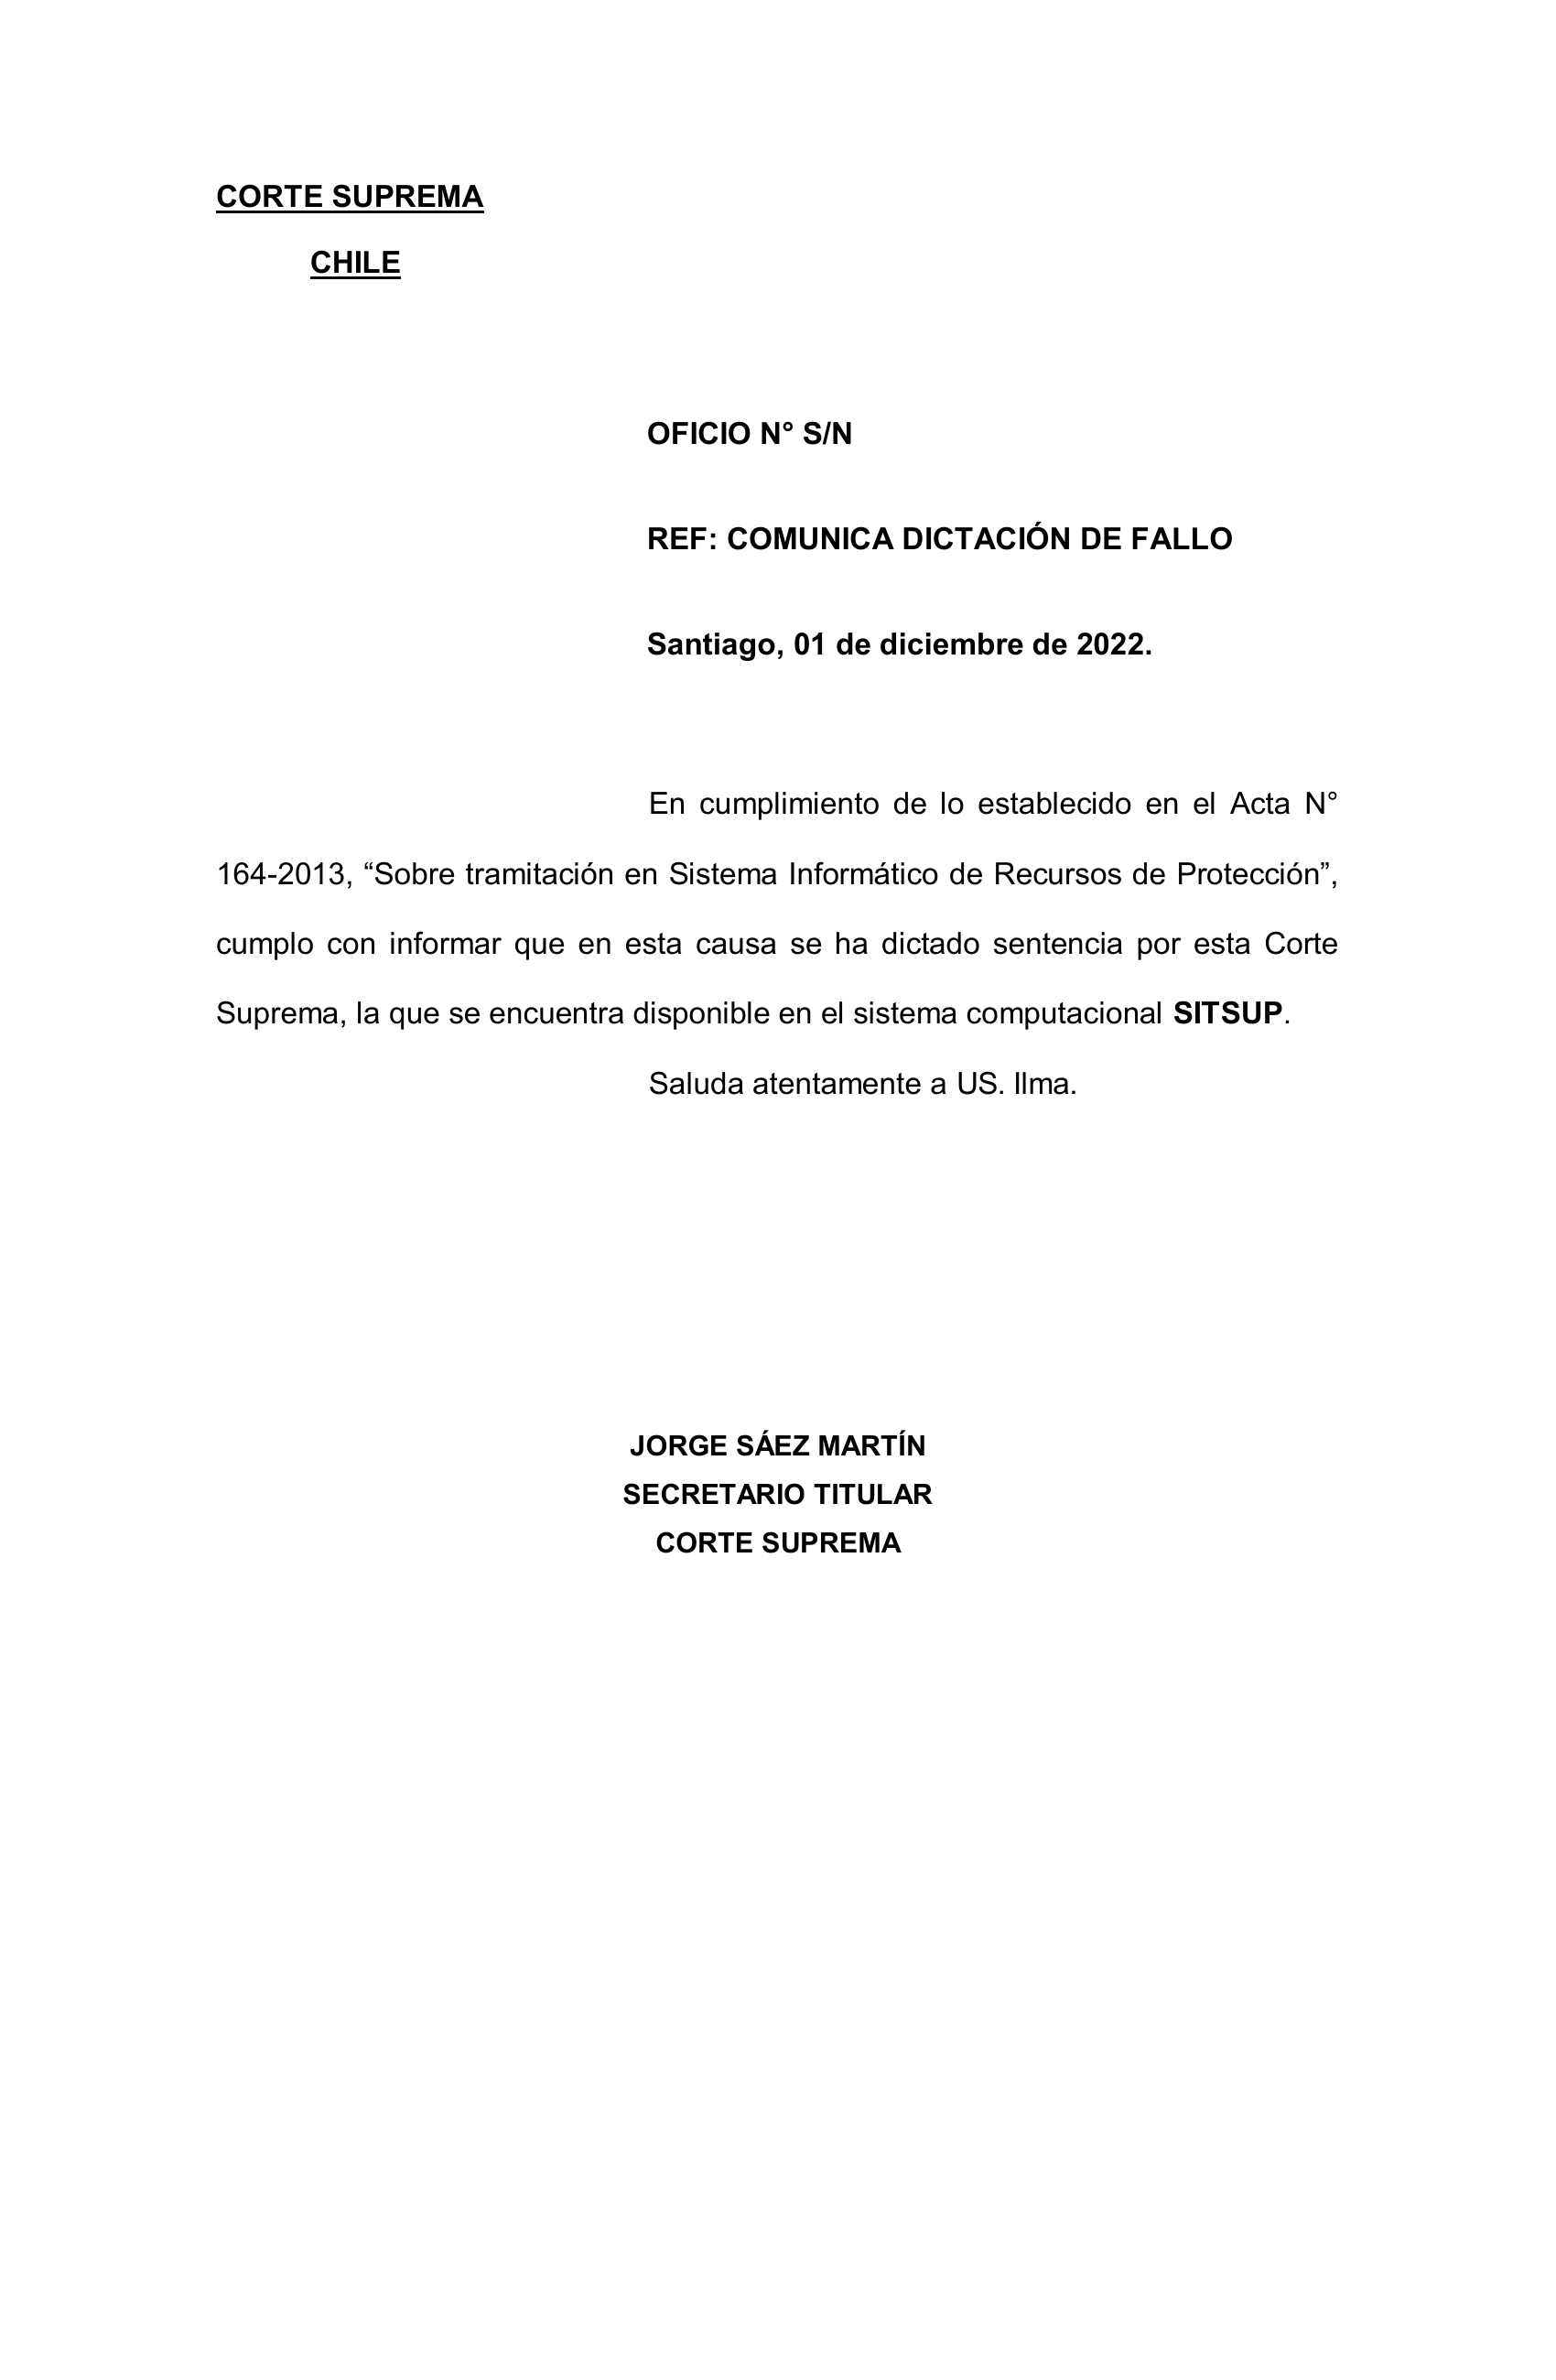 CORTE SUPREMA
CHILE
OFICIO N° S/N
REF: COMUNICA DICTACIÓN DE FALLO
Santiago, 01 de diciembre de 2022.
En cumplimiento de lo establecido en el Acta N°
164-2013, “Sobre tramitación en Sistema Informático de Recursos de Protección”,
cumplo con informar que en esta causa se ha dictado sentencia por esta Corte
Suprema, la que se encuentra disponible en el sistema computacional SITSUP.
Saluda atentamente a US. Ilma.
JORGE SÁEZ MARTÍN
SECRETARIO TITULAR
CORTE SUPREMA